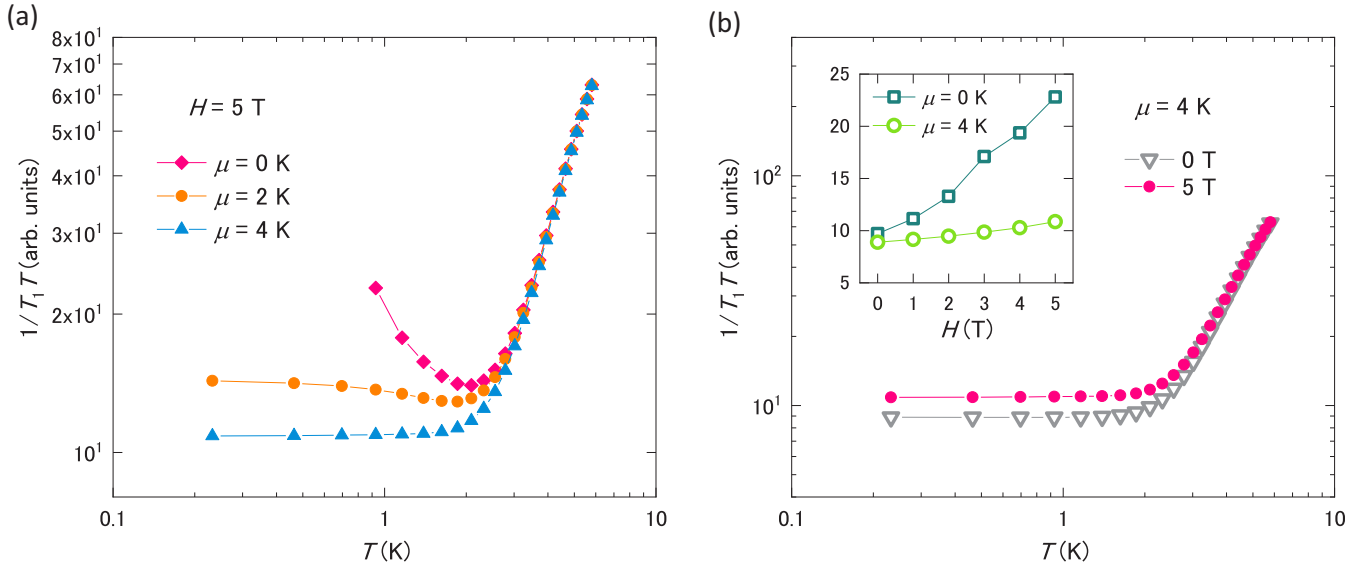 (a)
1/T₁T (arb. units)
8x10¹
7x10¹
6x10¹
5x10¹
4x10¹
3x10¹
2x10¹
10¹
H = 5 T
μ = 0 K
μ = 2 K
μ = 4 K
0.1
1
10
T (K)
(b)
1/T₁T (arb. units)
10²
10¹
25
20
15
10
5
μ = 0 K
μ = 4 K
0 1 2 3 4 5
H (T)
μ = 4 K
0 T
5 T
0.1
1
10
T (K)